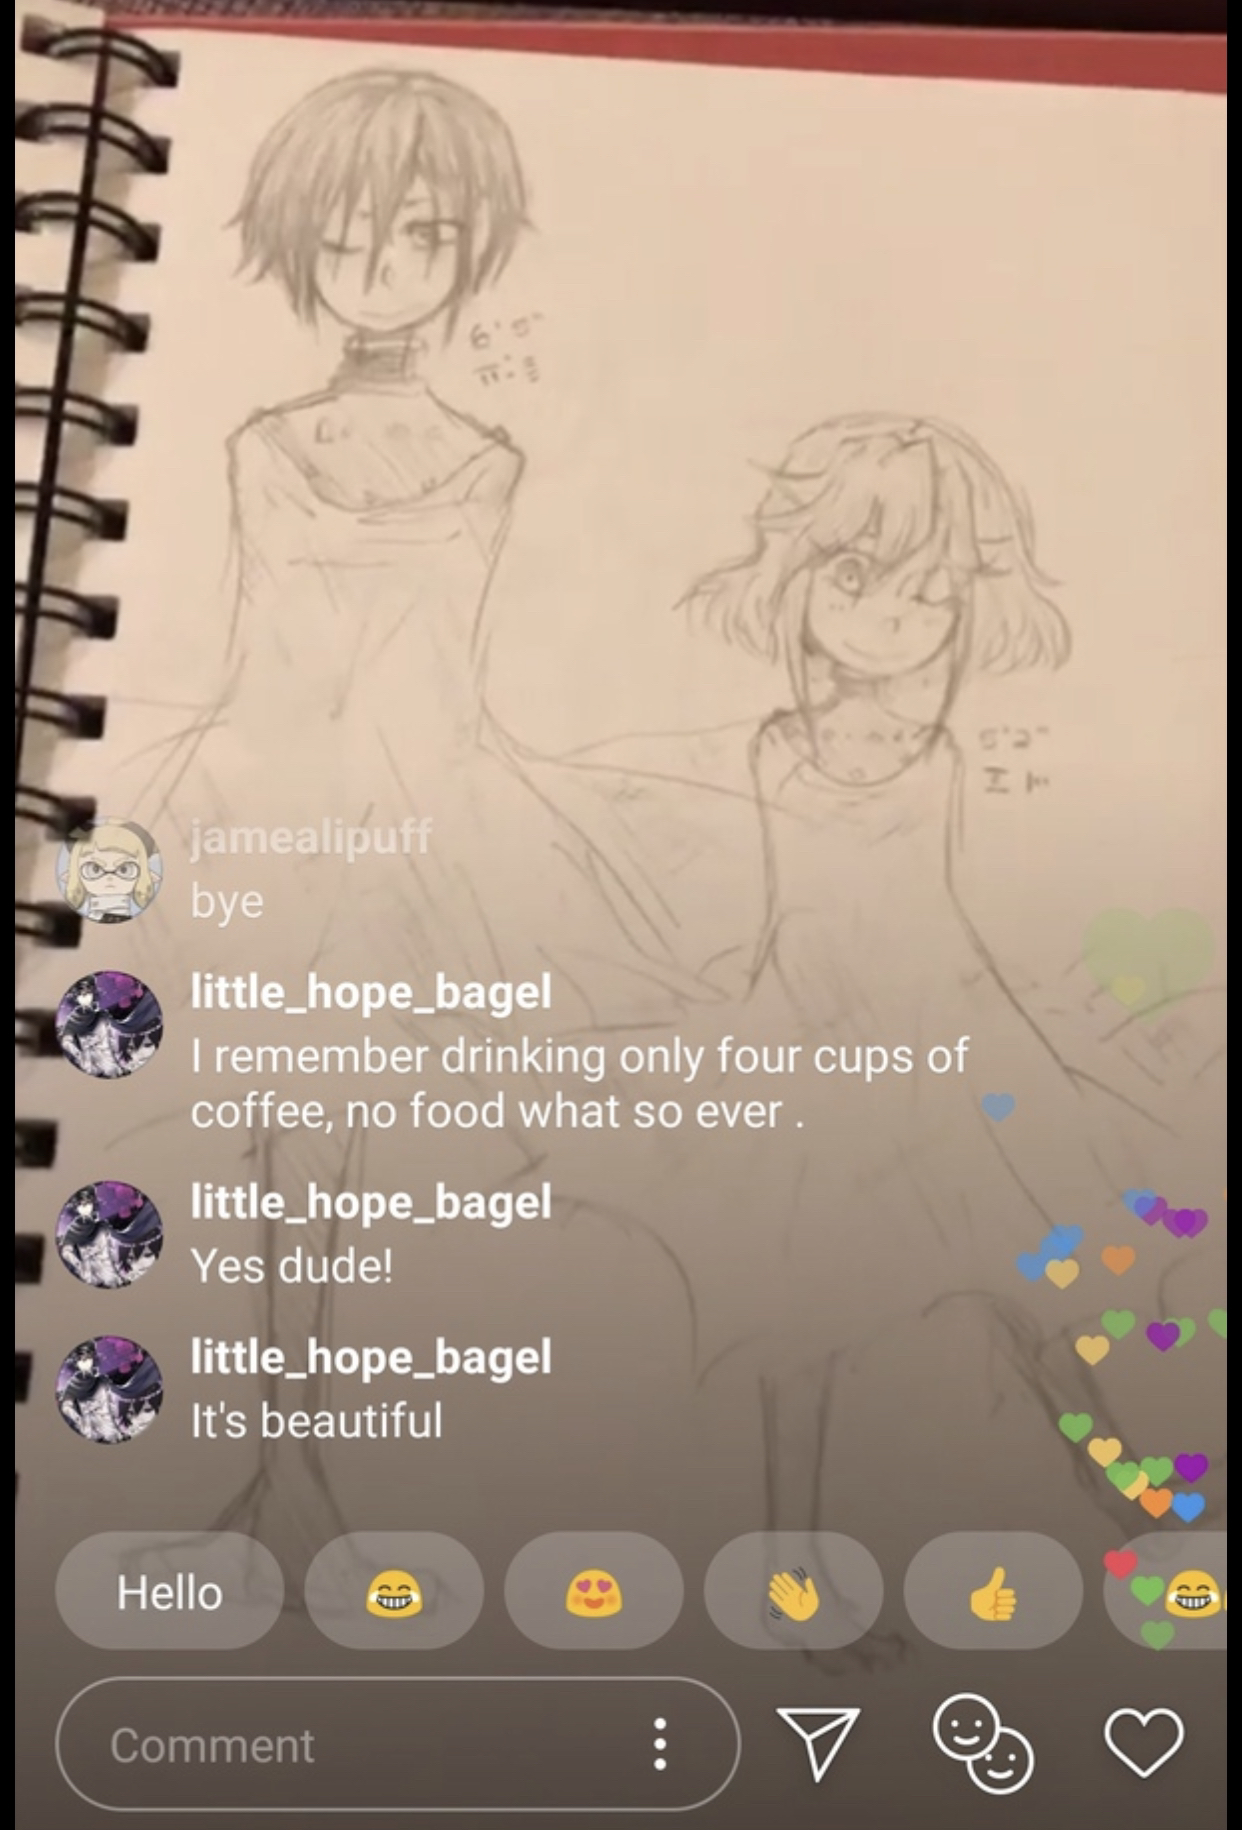 6'5"
5'2"
jamealipuff
bye
little_hope_bagel
I remember drinking only four cups of
coffee, no food what so ever .
little_hope_bagel
Yes dude!
little_hope_bagel
It's beautiful
Hello
Comment